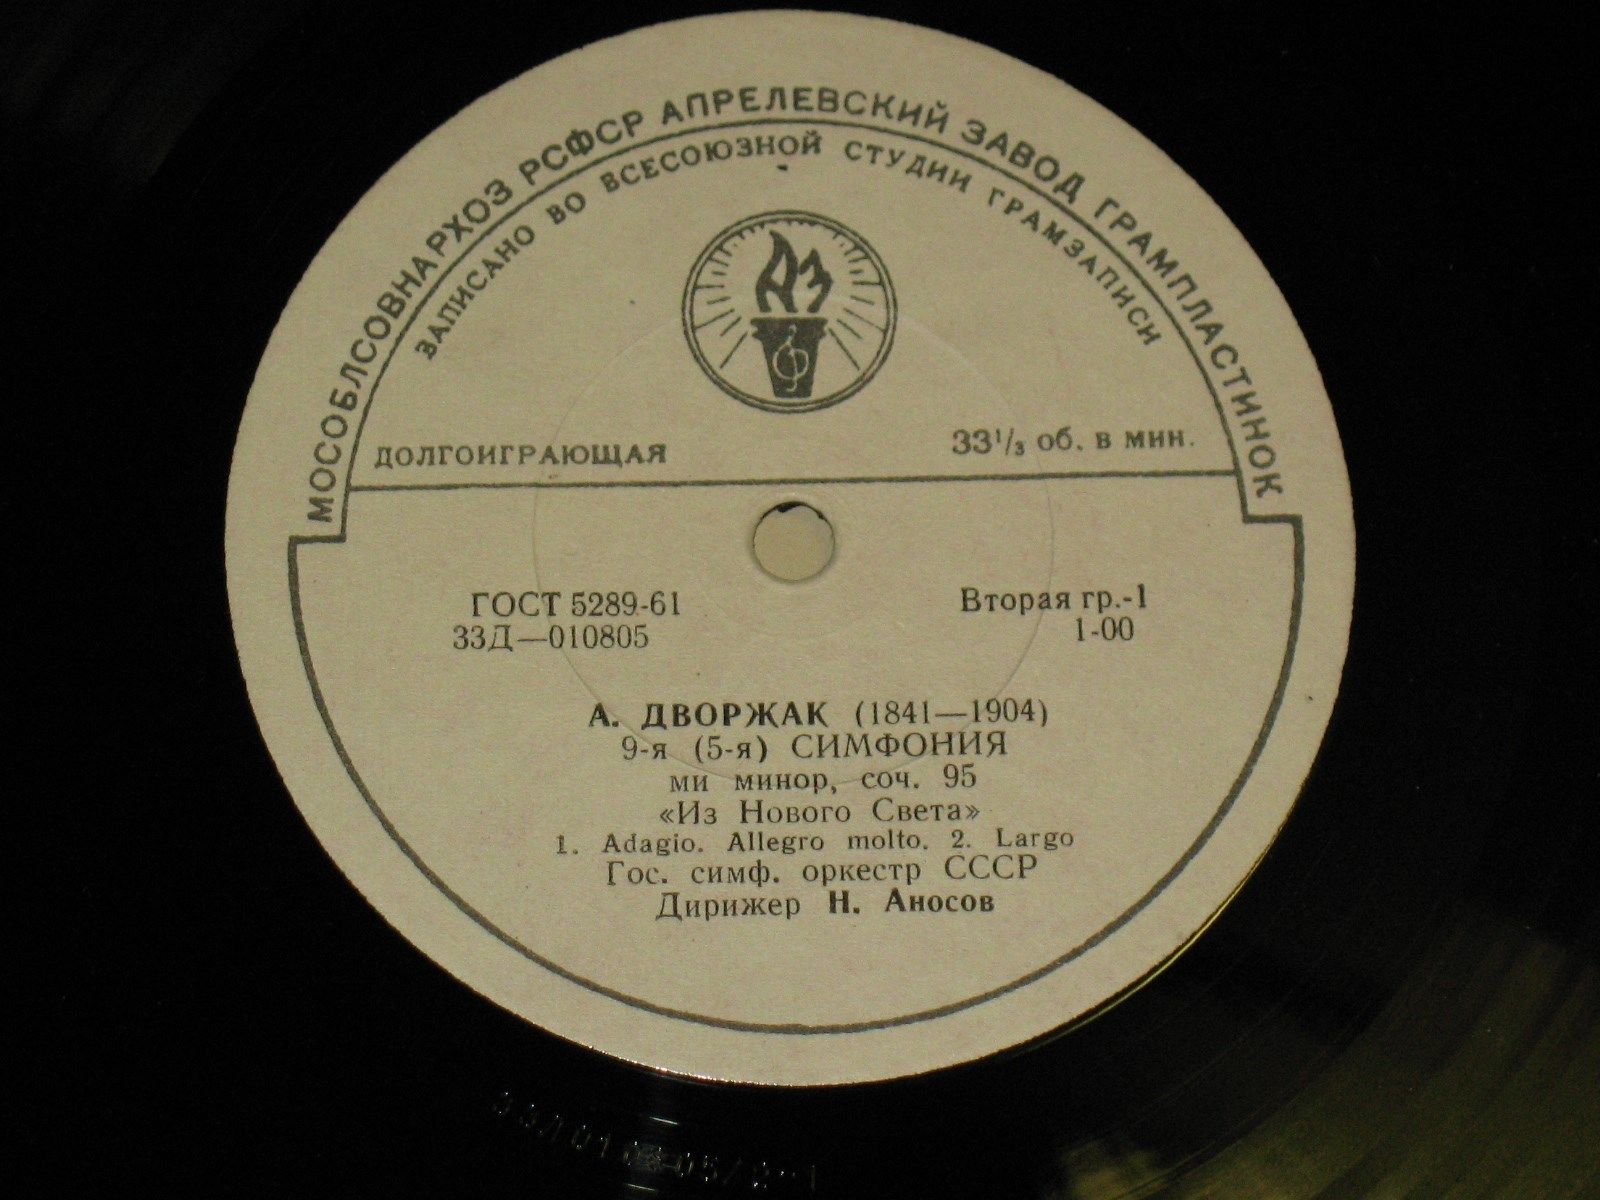 МОСОБЛСОВНАРХОЗ РСФСР АПРЕЛЕВСКИЙ ЗАВОД ГРАМПЛАСТИНОК
ЗАПИСАНО ВО ВСЕСОЮЗНОЙ СТУДИИ ГРАМЗАПИСИ
АЗ
ДОЛГОИГРАЮЩАЯ 33⅓ об. в мин.
ГОСТ 5289-61 Вторая гр.-1
33Д—010805 1-00
А. ДВОРЖАК (1841—1904)
9-я (5-я) СИМФОНИЯ
ми минор, соч. 95
«Из Нового Света»
1. Adagio. Allegro molto. 2. Largo
Гос. симф. оркестр СССР
Дирижер Н. Аносов